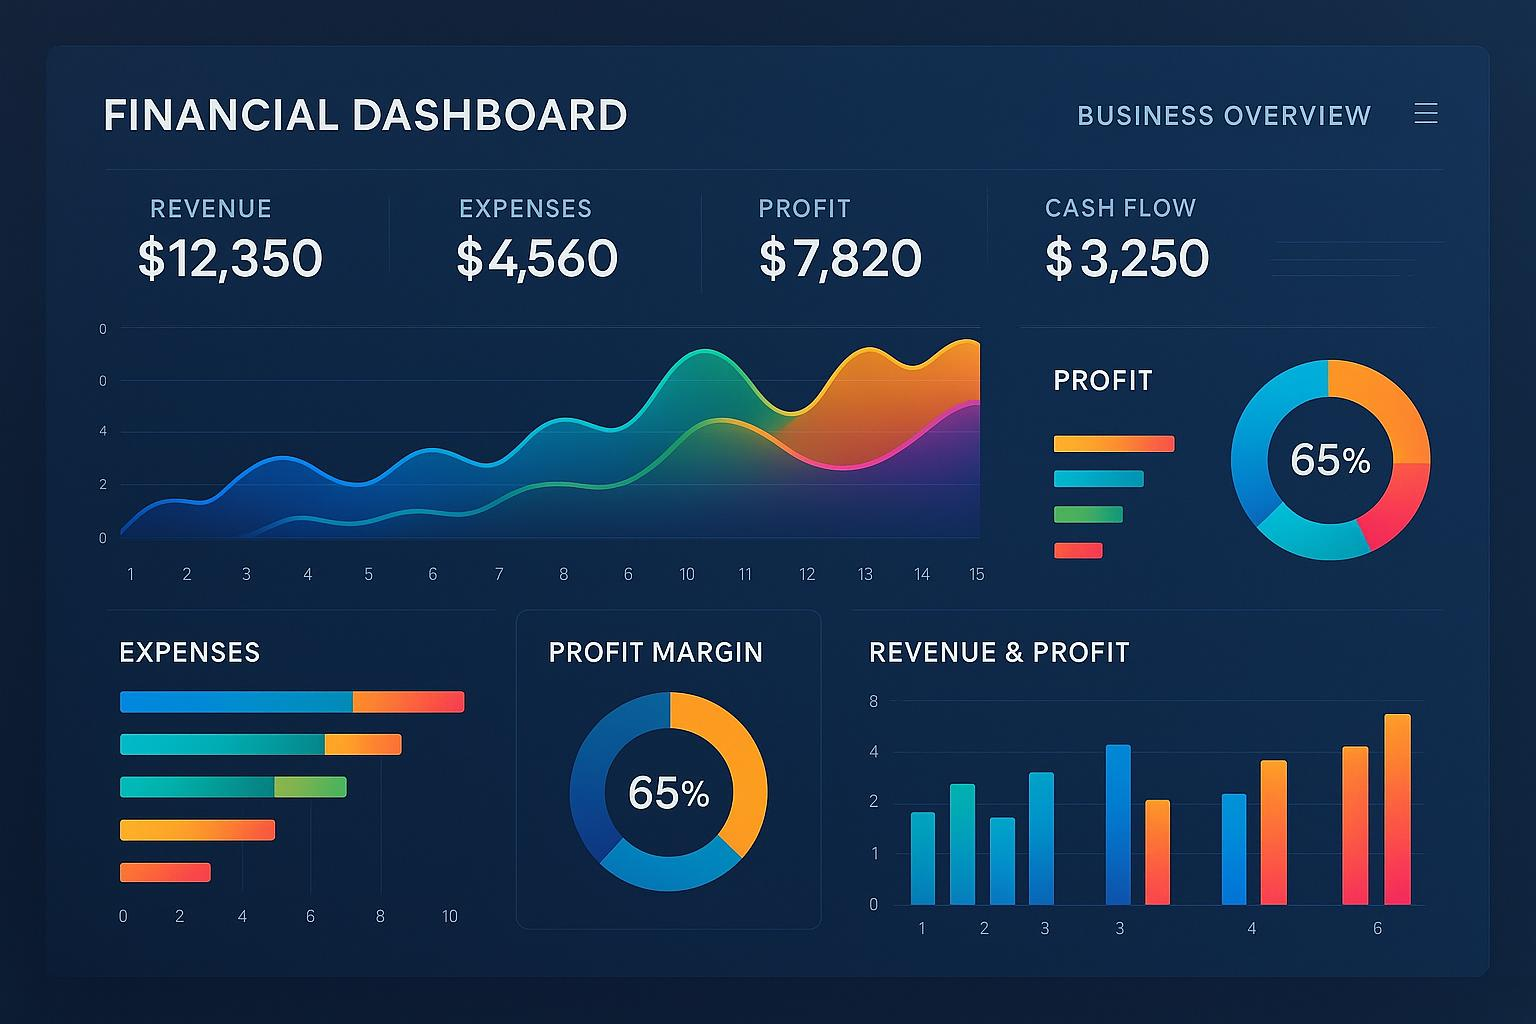 FINANCIAL DASHBOARD
BUSINESS OVERVIEW
REVENUE
$12,350
EXPENSES
$4,560
PROFIT
$7,820
CASH FLOW
$3,250
0
0
4
2
0
1 2 3 4 5 6 7 8 6 10 11 12 13 14 15
PROFIT
65%
EXPENSES
0 2 4 6 8 10
PROFIT MARGIN
65%
REVENUE & PROFIT
8
4
2
1
0
1 2 3 3 4 6